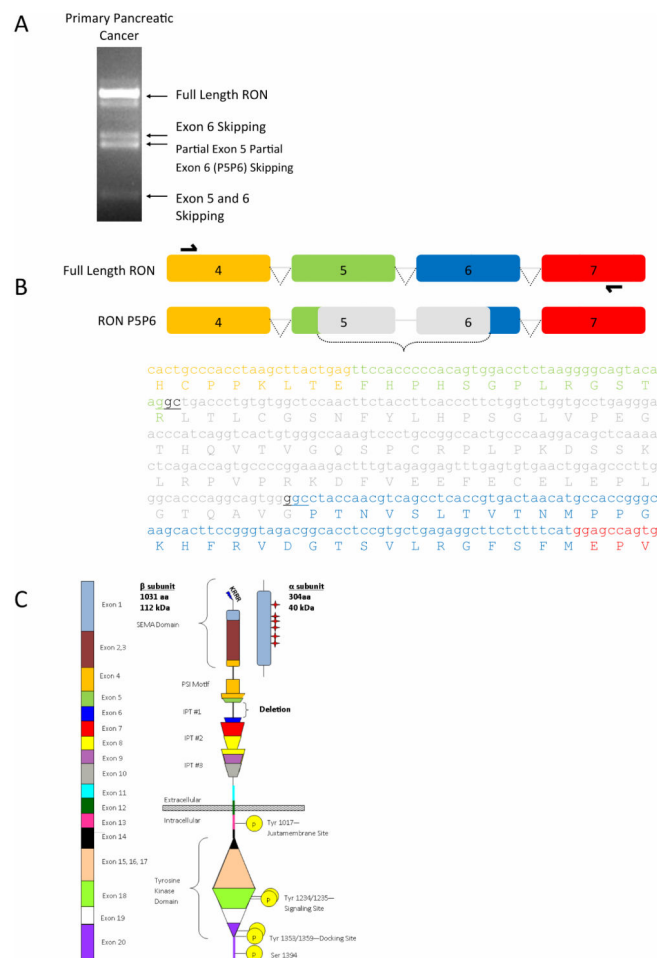 A
Primary Pancreatic
Cancer
Full Length RON
Exon 6 Skipping
Partial Exon 5 Partial
Exon 6 (P5P6) Skipping
Exon 5 and 6
Skipping
Full Length RON
4 5 6 7
B
RON P5P6
4 5 6 7
cactgcccacctaagcttactgagttccacccccacagtggacctctaaggggcagtaca
H C P P K L T E F H P H S G P L R G S T
aggctgaccctgtgtggctccaacttctaccttcacccttctggtctggtgcctgaggga
R L T L C G S N F Y L H P S G L V P E G
acccatcaggtcactgtgggccaaagtccctgccggccactgcccaaggacagctcaaaa
T H Q V T V G Q S P C R P L P K D S S K
ctcagaccagtgccccggaaagactttgtagaggagtttgagtgtgaactggagcccttg
L R P V P R K D F V E E F E C E L E P L
ggcacccaggcagtggggcctaccaacgtcagcctcaccgtgactaacatgccaccgggc
G T Q A V G P T N V S L T V T N M P P G
aagcacttccgggtagacggcacctccgtgctgagaggcttctctttcatggagccagtg
K H F R V D G T S V L R G F S F M E P V
C
β subunit
1031 aa
112 kDa
α subunit
304aa
40 kDa
KRRR
SEMA Domain
Exon 1
Exon 2,3
Exon 4
Exon 5
Exon 6
Exon 7
Exon 8
Exon 9
Exon 10
Exon 11
Exon 12
Exon 13
Exon 14
Exon 15, 16, 17
Exon 18
Exon 19
Exon 20
PSI Motif
IPT #1
Deletion
IPT #2
IPT #3
Extracellular
Intracellular
P
Tyr 1017—
Juxtamembrane Site
Tyrosine
Kinase
Domain
P
Tyr 1234/1235—
Signaling Site
P
Tyr 1353/1359—Docking Site
P
Ser 1394